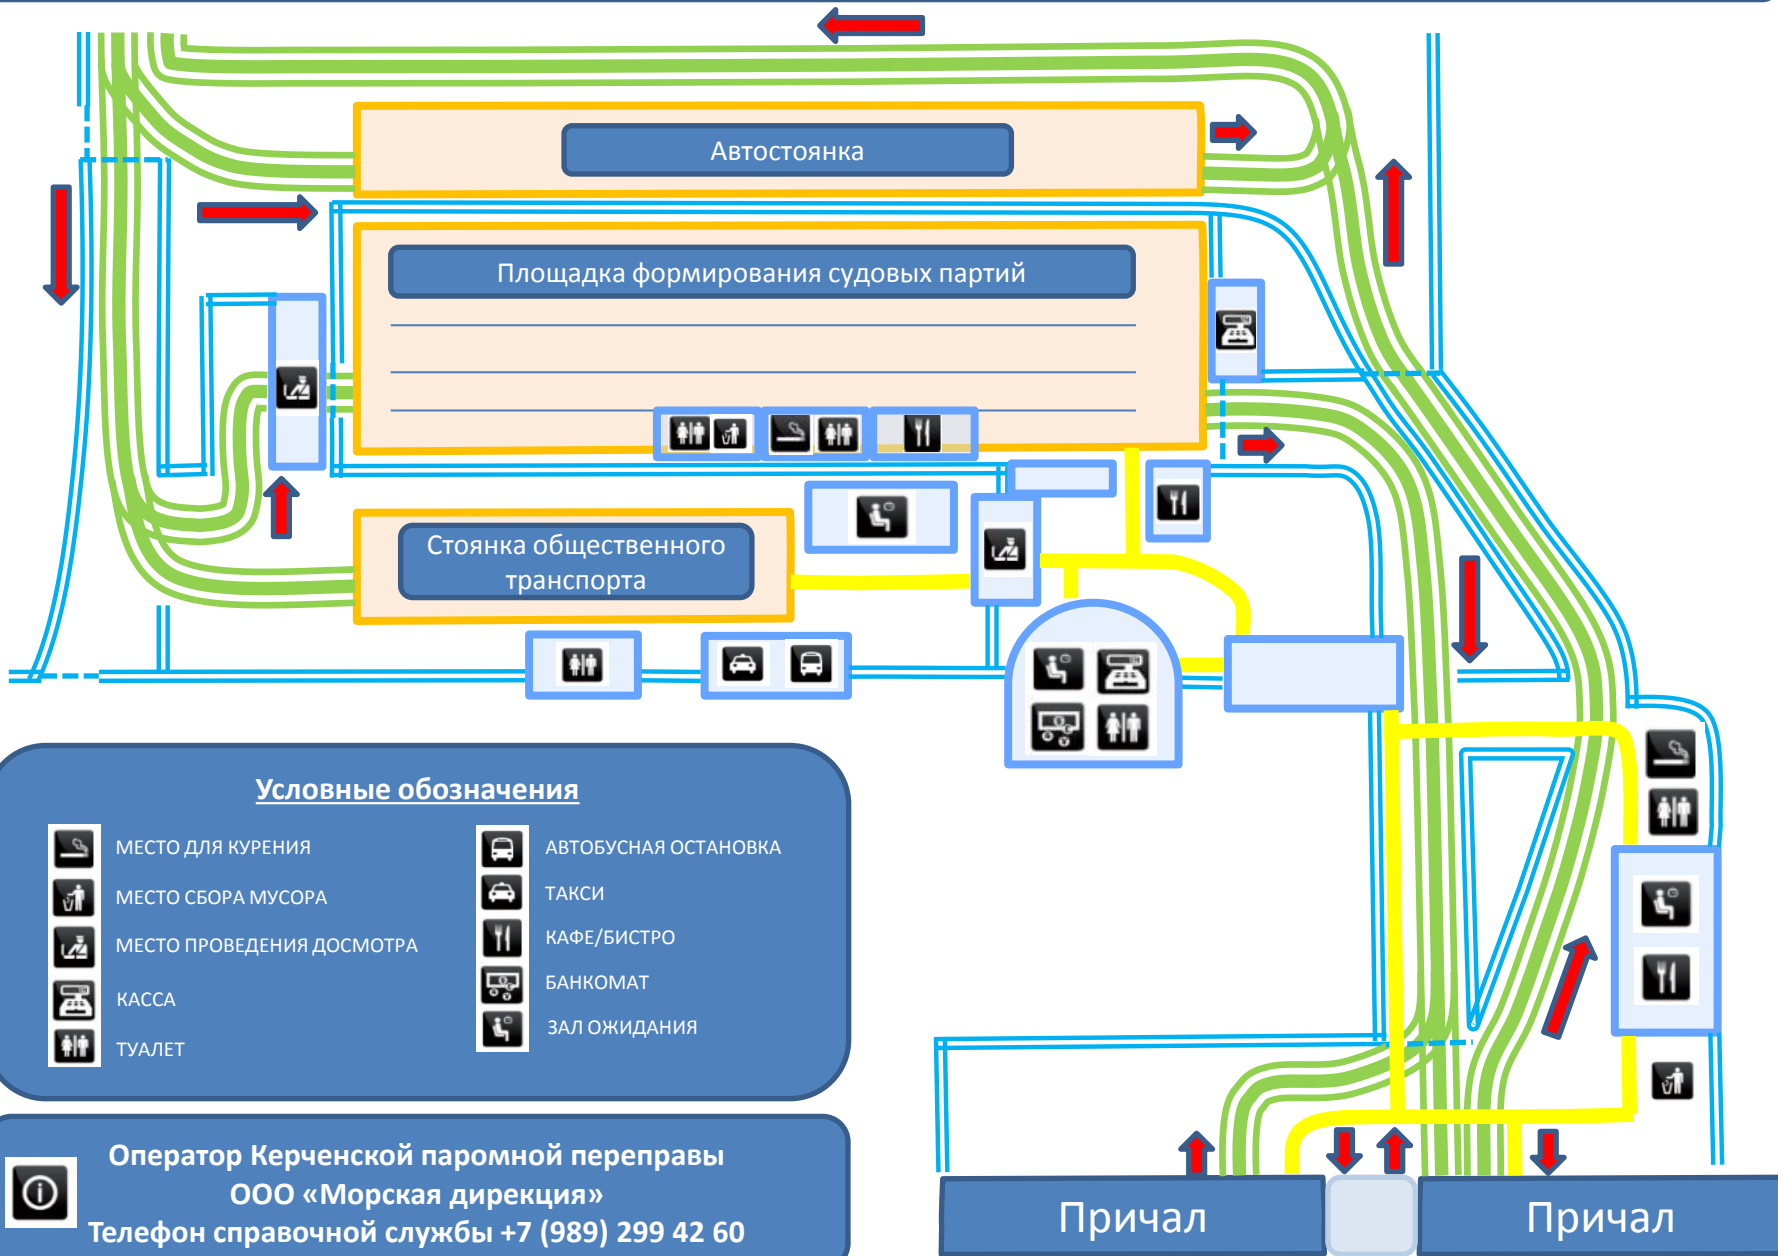 Автостоянка
Площадка формирования судовых партий
Стоянка общественного
транспорта
Условные обозначения
МЕСТО ДЛЯ КУРЕНИЯ
МЕСТО СБОРА МУСОРА
МЕСТО ПРОВЕДЕНИЯ ДОСМОТРА
КАССА
ТУАЛЕТ
АВТОБУСНАЯ ОСТАНОВКА
ТАКСИ
КАФЕ/БИСТРО
БАНКОМАТ
ЗАЛ ОЖИДАНИЯ
Оператор Керченской паромной переправы
ООО «Морская дирекция»
Телефон справочной службы +7 (989) 299 42 60
Причал
Причал